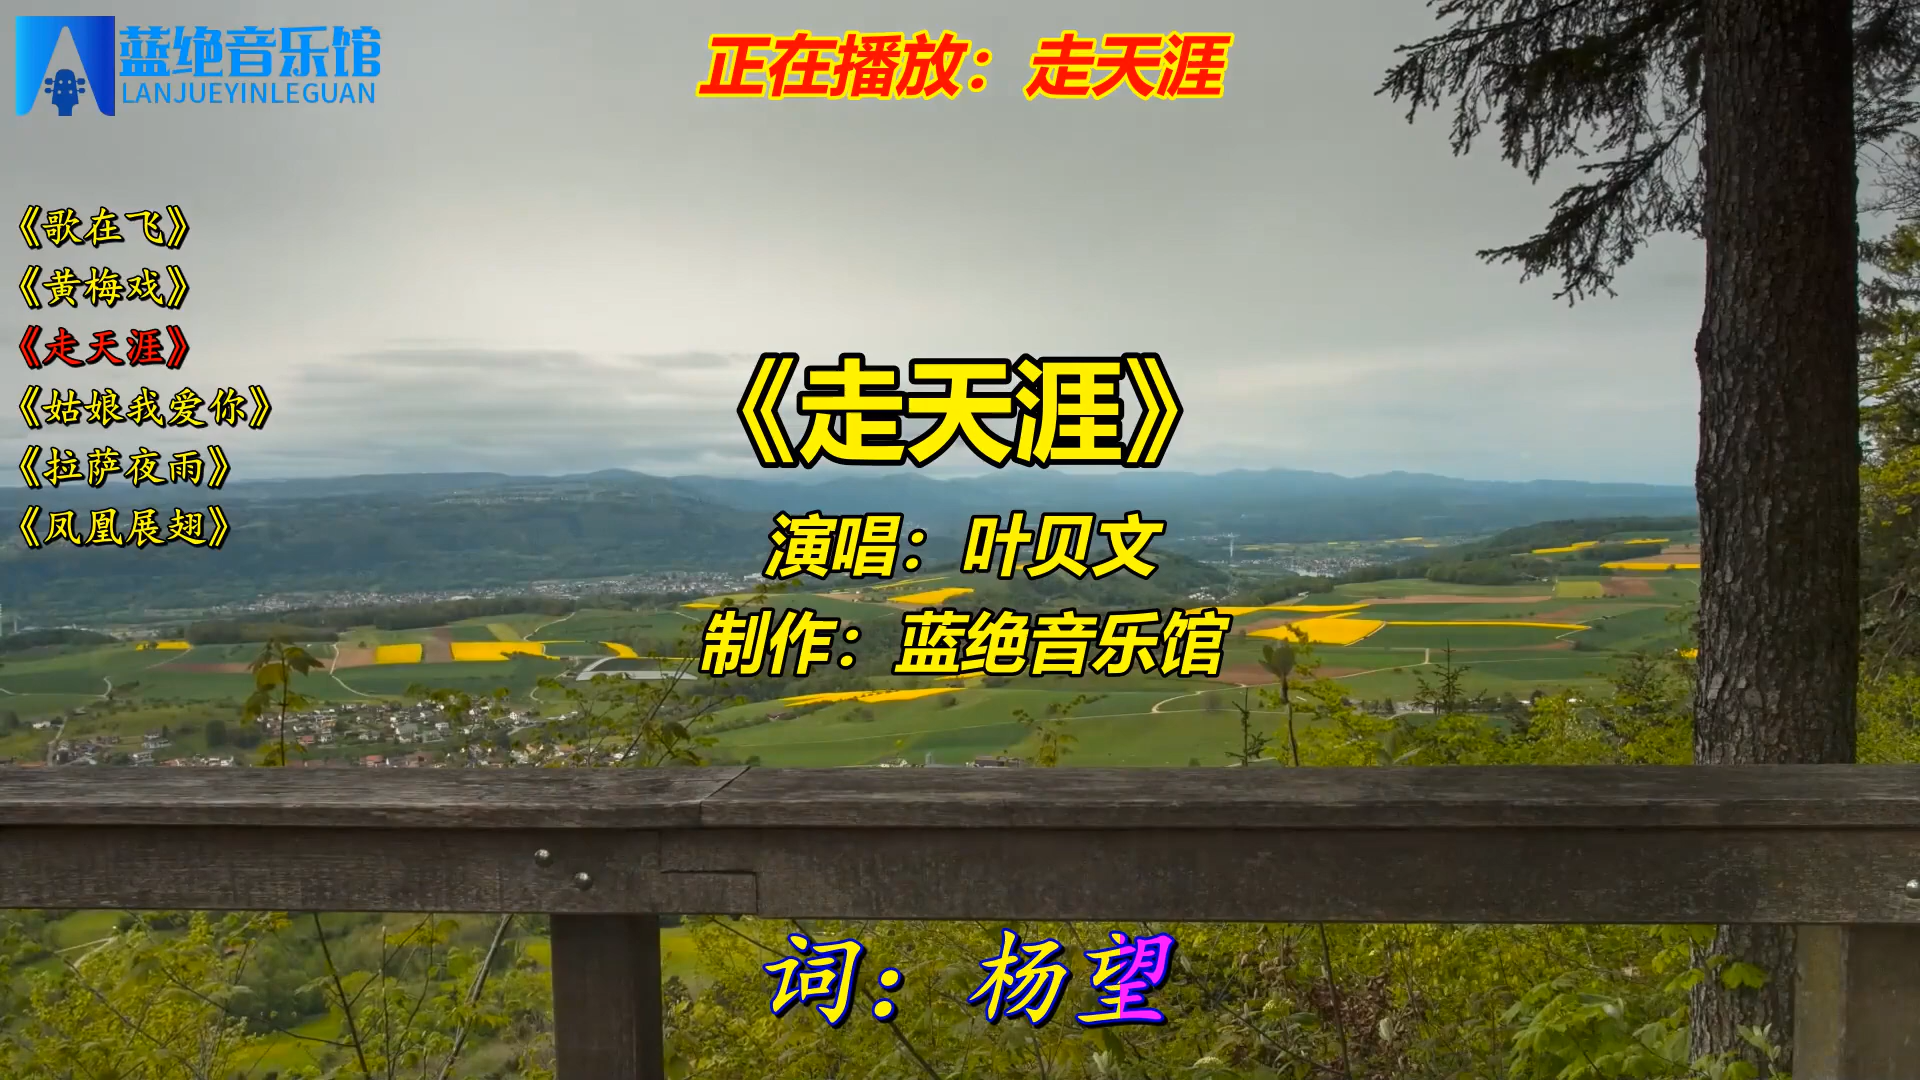 蓝绝音乐馆
LANJUEYINLEGUAN
正在播放：走天涯
《歌在飞》
《黄梅戏》
《走天涯》
《姑娘我爱你》
《拉萨夜雨》
《凤凰展翅》
《走天涯》
演唱：叶贝文
制作：蓝绝音乐馆
词：杨望